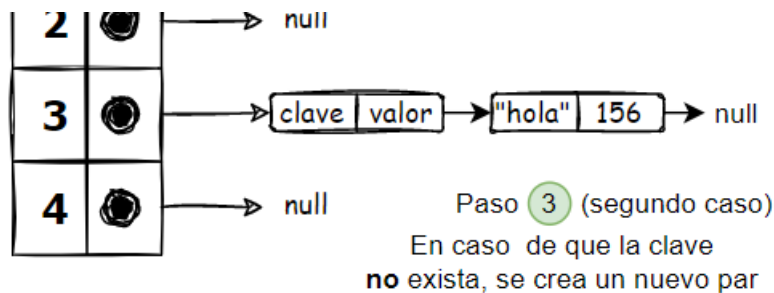 2 null
3 clave valor "hola" 156 null
4 null
Paso 3 (segundo caso)
En caso de que la clave
no exista, se crea un nuevo par